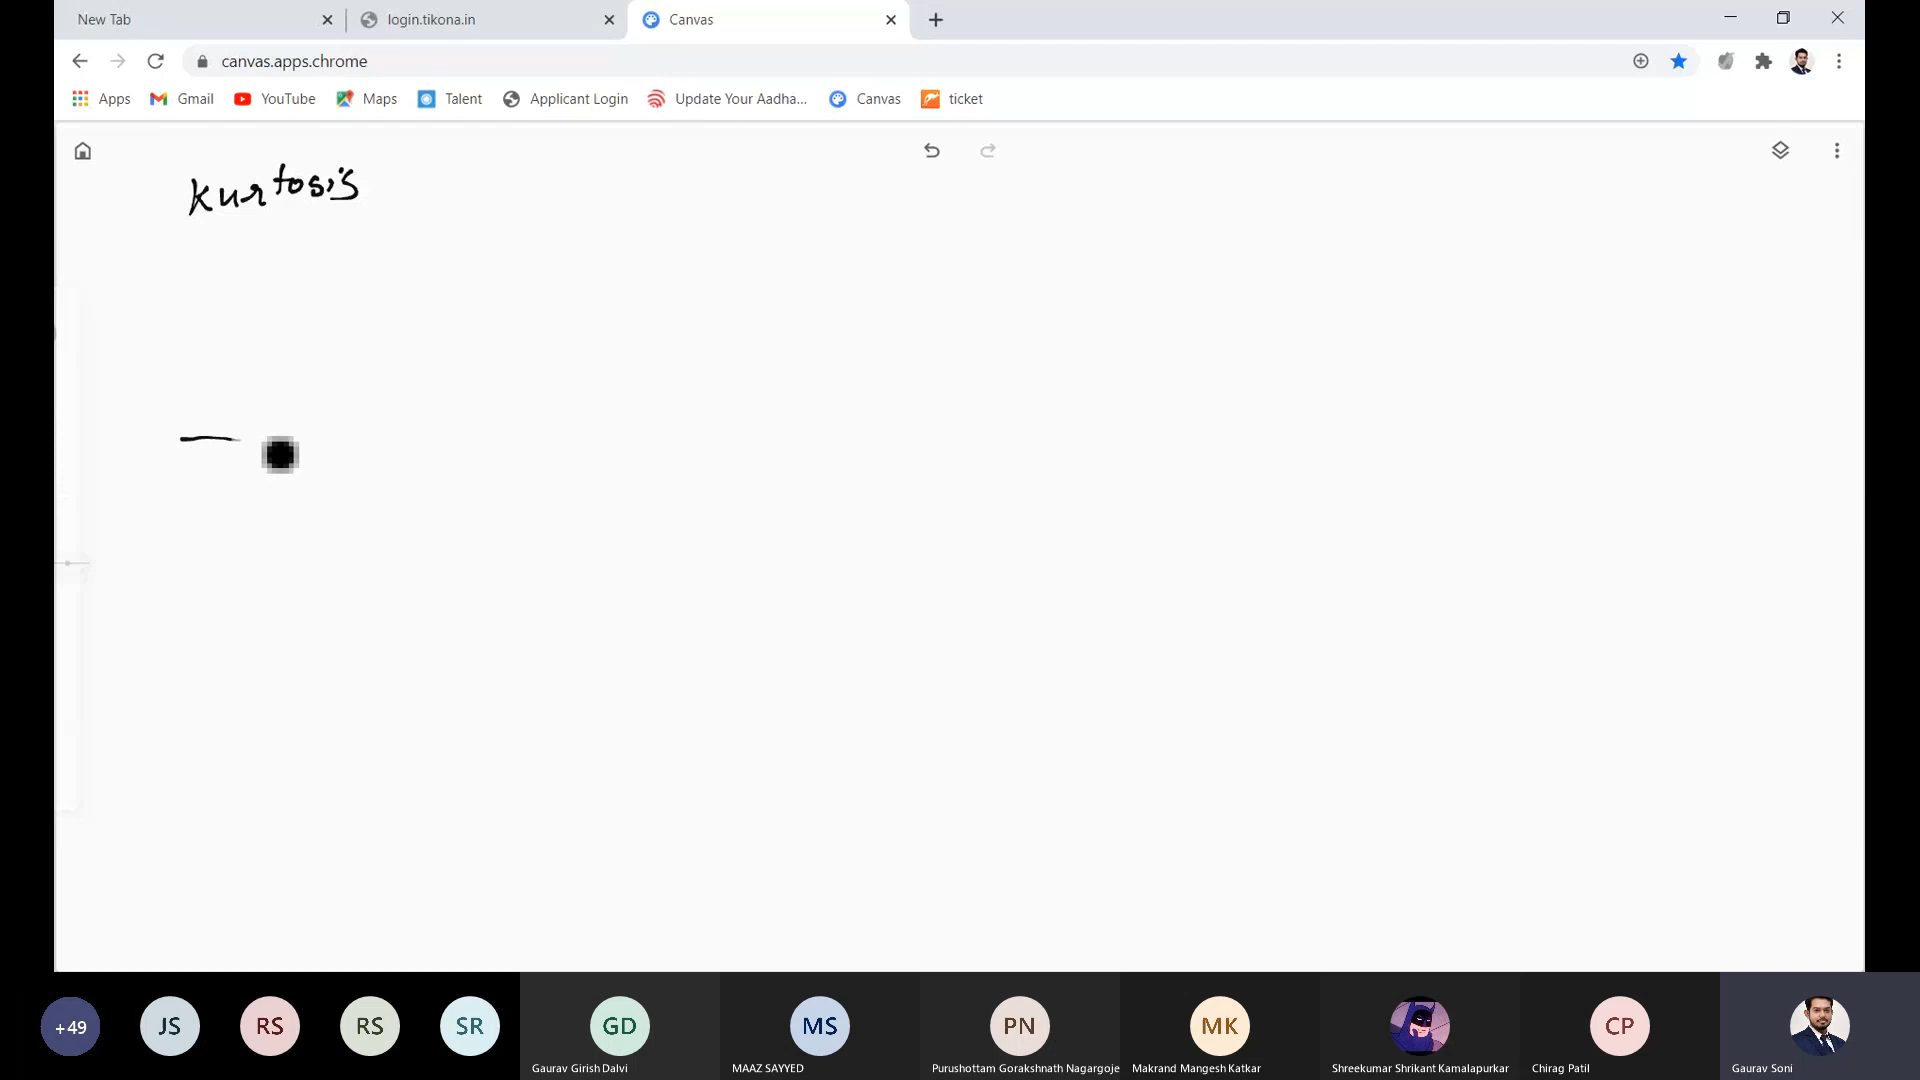 New Tab login.tikona.in Canvas
canvas.apps.chrome
Apps Gmail YouTube Maps Talent Applicant Login Update Your Aadha... Canvas ticket
Kurtosis
+49 JS RS RS SR GD MS PN MK CP
Gaurav Girish Dalvi MAAZ SAYYED Purushottam Gorakshnath Nagargoje Makrand Mangesh Katkar Shreekumar Shrikant Kamalapurkar Chirag Patil Gaurav Soni